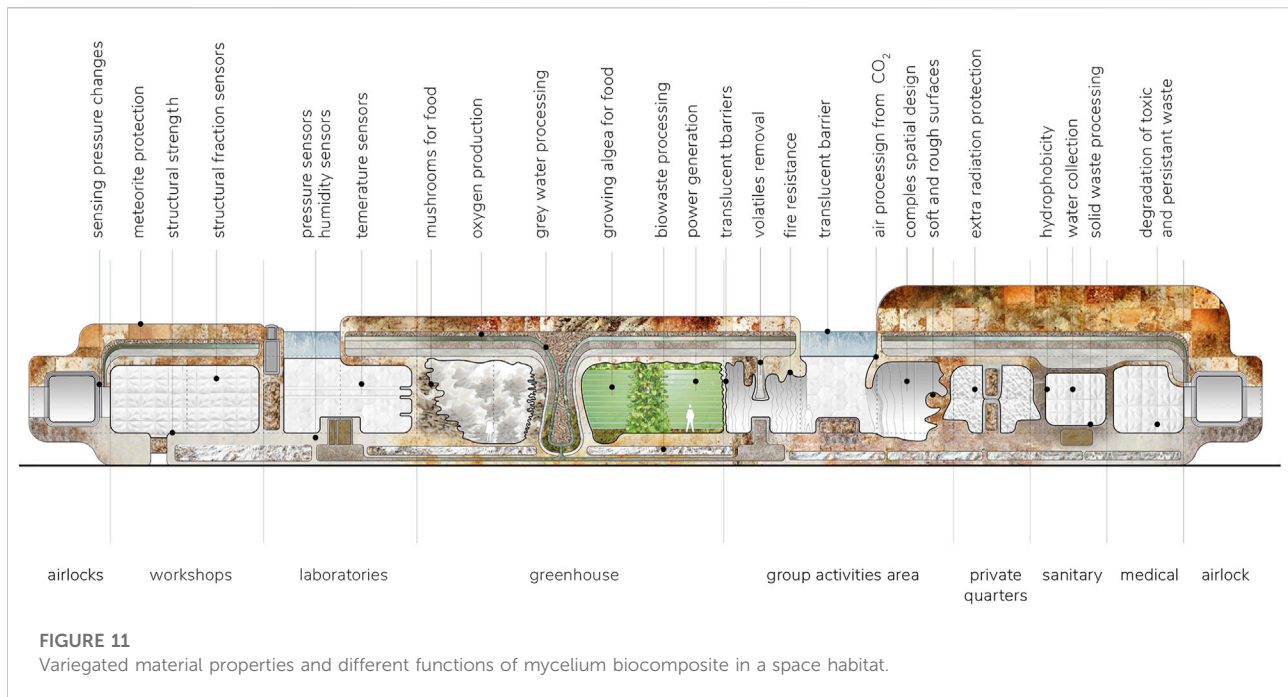 sensing pressure changes
meteorite protection
structural strength
structural fraction sensors
pressure sensors
humidity sensors
temerature sensors
mushrooms for food
oxygen production
grey water processing
growing algea for food
biowaste processing
power generation
translucent tbarriers
volatiles removal
fire resistance
translucent barrier
air processign from CO₂
comples spatial design
soft and rough surfaces
extra radiation protection
hydrophobicity
water collection
solid waste processing
degradation of toxic
and persistant waste
airlocks
workshops
laboratories
greenhouse
group activities area
private
quarters
sanitary
medical
airlock
FIGURE 11
Variegated material properties and different functions of mycelium biocomposite in a space habitat.